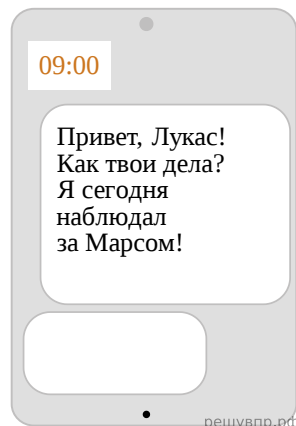 09:00
Привет, Лукас!
Как твои дела?
Я сегодня
наблюдал
за Марсом!
решувпр.рф